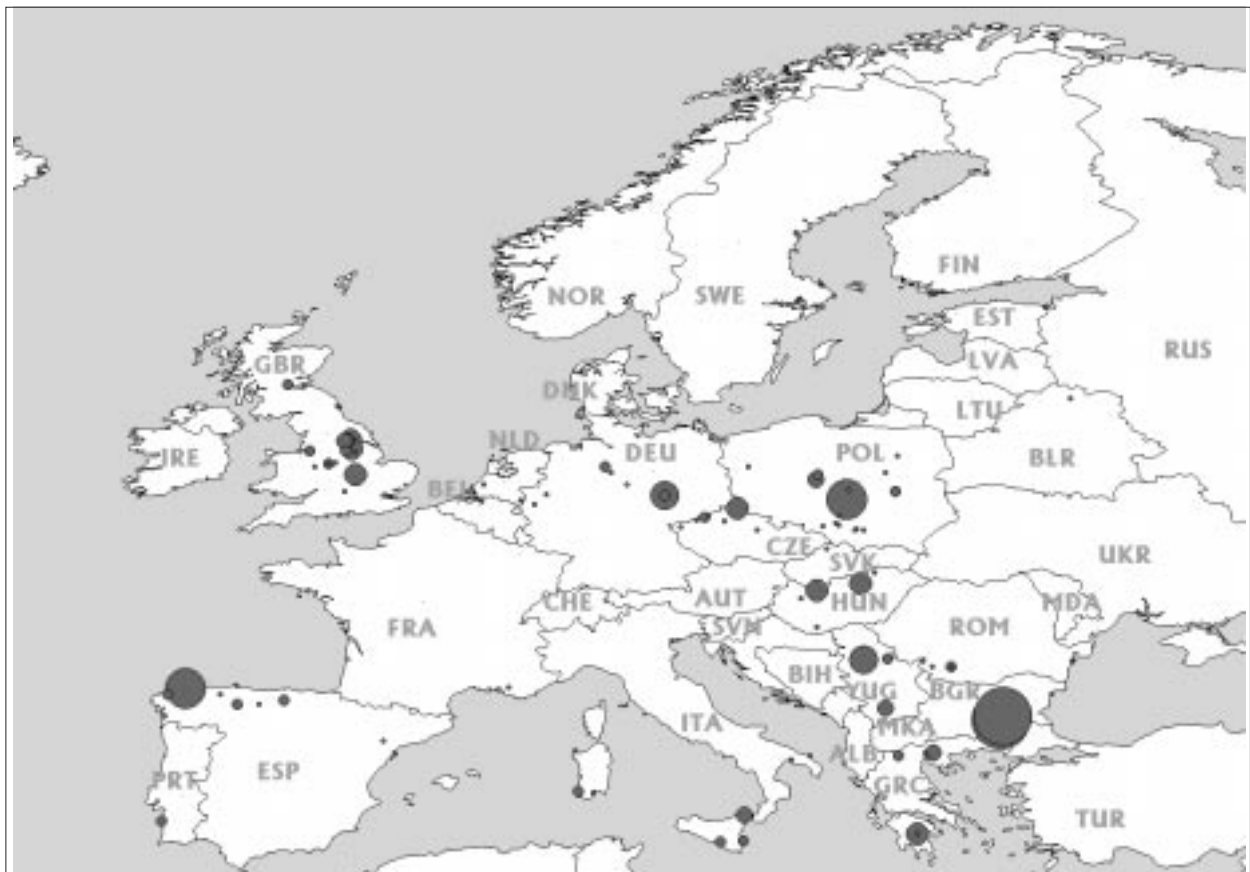 FIN
NOR
SWE
EST
RUS
LVA
GBR
DNK
LTU
IRE
NLD
DEU
POL
BLR
BEL
CZE
UKR
SVK
CHE
AUT
HUN
MDA
FRA
SVN
ROM
BIH
YUG
BGR
ITA
MKA
ALB
PRT
ESP
GRC
TUR